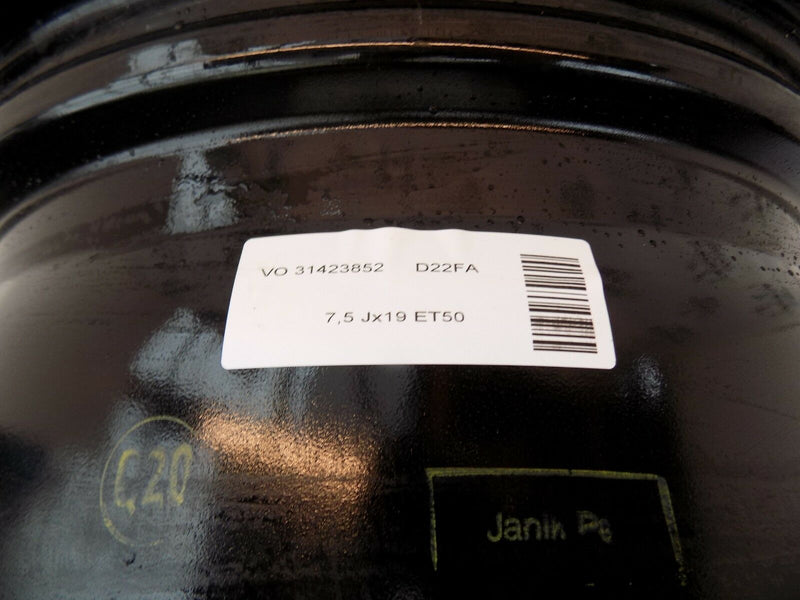 VO 31423852 D22FA
7,5 Jx19 ET50
C20
Janik